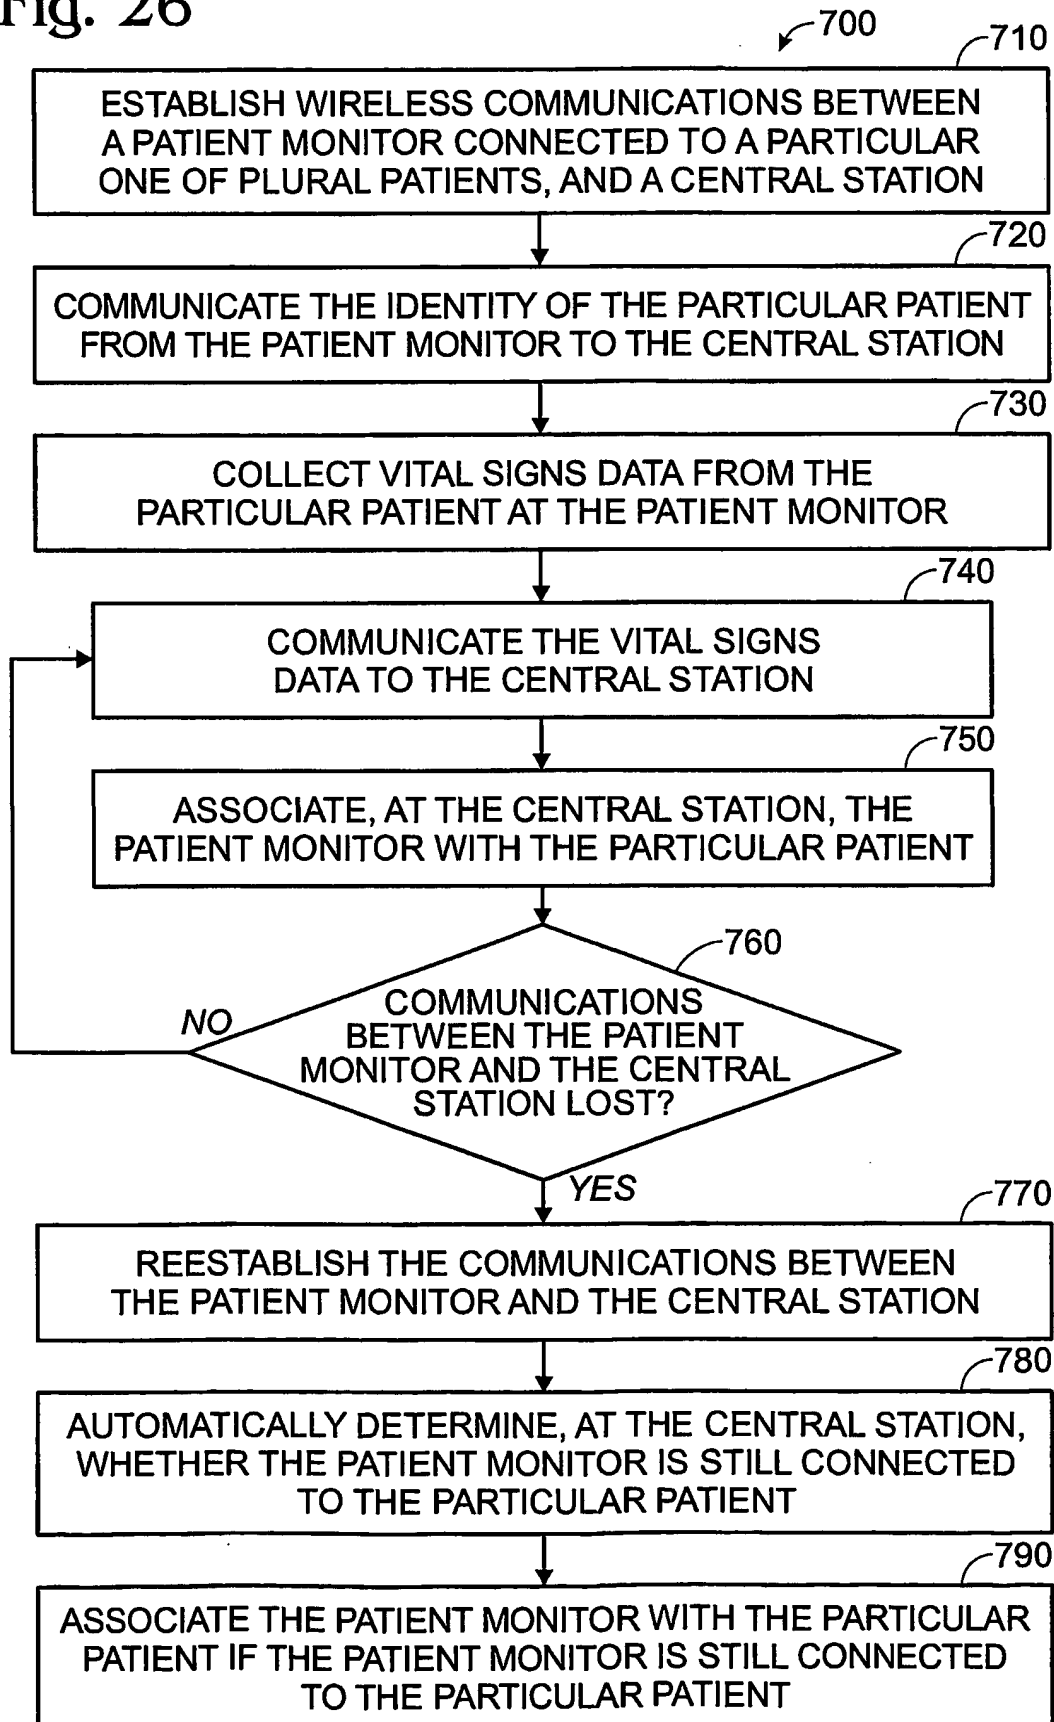 Fig. 26
700
710
ESTABLISH WIRELESS COMMUNICATIONS BETWEEN
A PATIENT MONITOR CONNECTED TO A PARTICULAR
ONE OF PLURAL PATIENTS, AND A CENTRAL STATION
720
COMMUNICATE THE IDENTITY OF THE PARTICULAR PATIENT
FROM THE PATIENT MONITOR TO THE CENTRAL STATION
730
COLLECT VITAL SIGNS DATA FROM THE
PARTICULAR PATIENT AT THE PATIENT MONITOR
740
COMMUNICATE THE VITAL SIGNS
DATA TO THE CENTRAL STATION
750
ASSOCIATE, AT THE CENTRAL STATION, THE
PATIENT MONITOR WITH THE PARTICULAR PATIENT
760
COMMUNICATIONS
BETWEEN THE PATIENT
MONITOR AND THE CENTRAL
STATION LOST?
NO
YES
770
REESTABLISH THE COMMUNICATIONS BETWEEN
THE PATIENT MONITOR AND THE CENTRAL STATION
780
AUTOMATICALLY DETERMINE, AT THE CENTRAL STATION,
WHETHER THE PATIENT MONITOR IS STILL CONNECTED
TO THE PARTICULAR PATIENT
790
ASSOCIATE THE PATIENT MONITOR WITH THE PARTICULAR
PATIENT IF THE PATIENT MONITOR IS STILL CONNECTED
TO THE PARTICULAR PATIENT